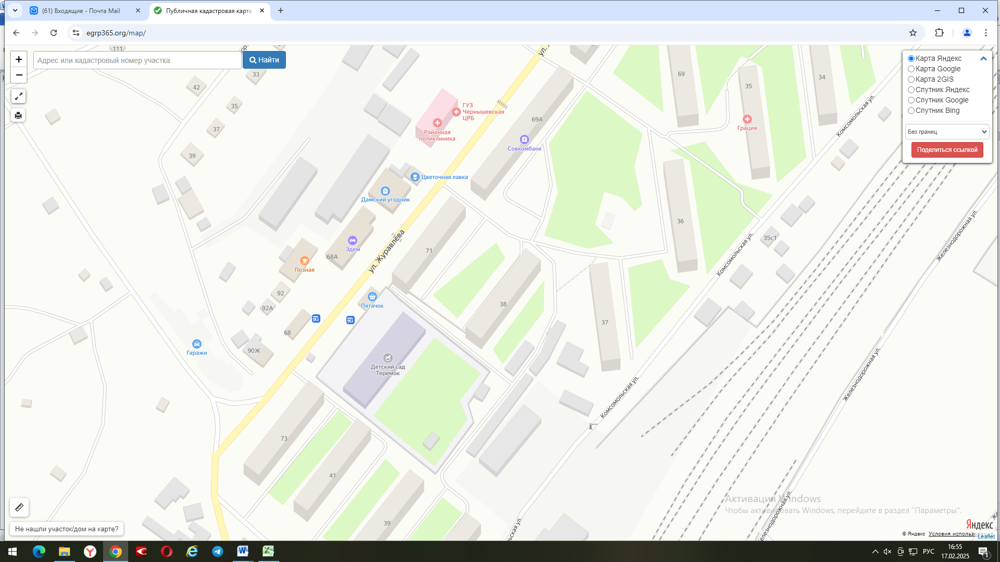 (61) Входящие - Почта Mail
Публичная кадастровая карта
egrp365.org/map/
+
−
Адрес или кадастровый номер участка
Найти
Карта Яндекс
Карта Google
Карта 2GIS
Спутник Яндекс
Спутник Google
Спутник Bing
Без границ
Поделиться ссылкой
111
33
42
35
37
39
69
35
34
ГУЗ
Чернышевская
ЦРБ
Районная
поликлиника
69А
Грация
Комсомольская ул.
Совкомбанк
Цветочная лавка
Дамский угодник
36
35с1
Комсомольская ул.
Железнодорожная ул.
ул. Журавлёва
71
Эдем
68А
Позная
92
92А
Пятачок
38
37
68
90Ж
Гаражи
Детский сад
Теремок
Комсомольская ул.
Железнодорожная ул.
73
41
39
Активация Windows
Чтобы активировать Windows, перейдите в раздел "Параметры".
Яндекс
© Яндекс
Условия использования
Leaflet
Не нашли участок/дом на карте?
РУС
16:55
17.02.2025
1